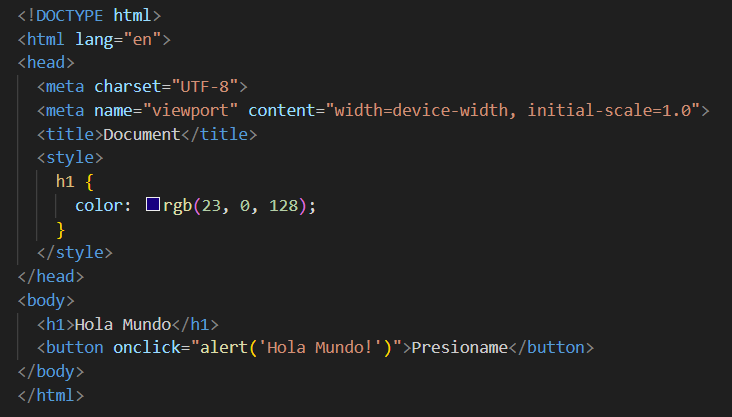 <!DOCTYPE html>
<html lang="en">
<head>
  <meta charset="UTF-8">
  <meta name="viewport" content="width=device-width, initial-scale=1.0">
  <title>Document</title>
  <style>
    h1 {
      color: rgb(23, 0, 128);
    }
  </style>
</head>
<body>
  <h1>Hola Mundo</h1>
  <button onclick="alert('Hola Mundo!')">Presioname</button>
</body>
</html>